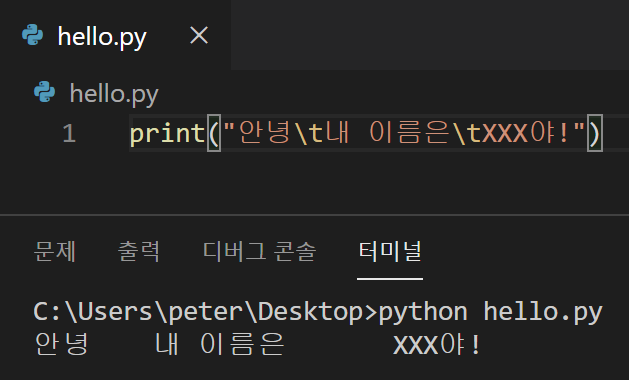 hello.py
hello.py
1 print("안녕\t내 이름은\tXXX야!")
문제 출력 디버그 콘솔 터미널
C:\Users\peter\Desktop>python hello.py
안녕    내 이름은       XXX야!